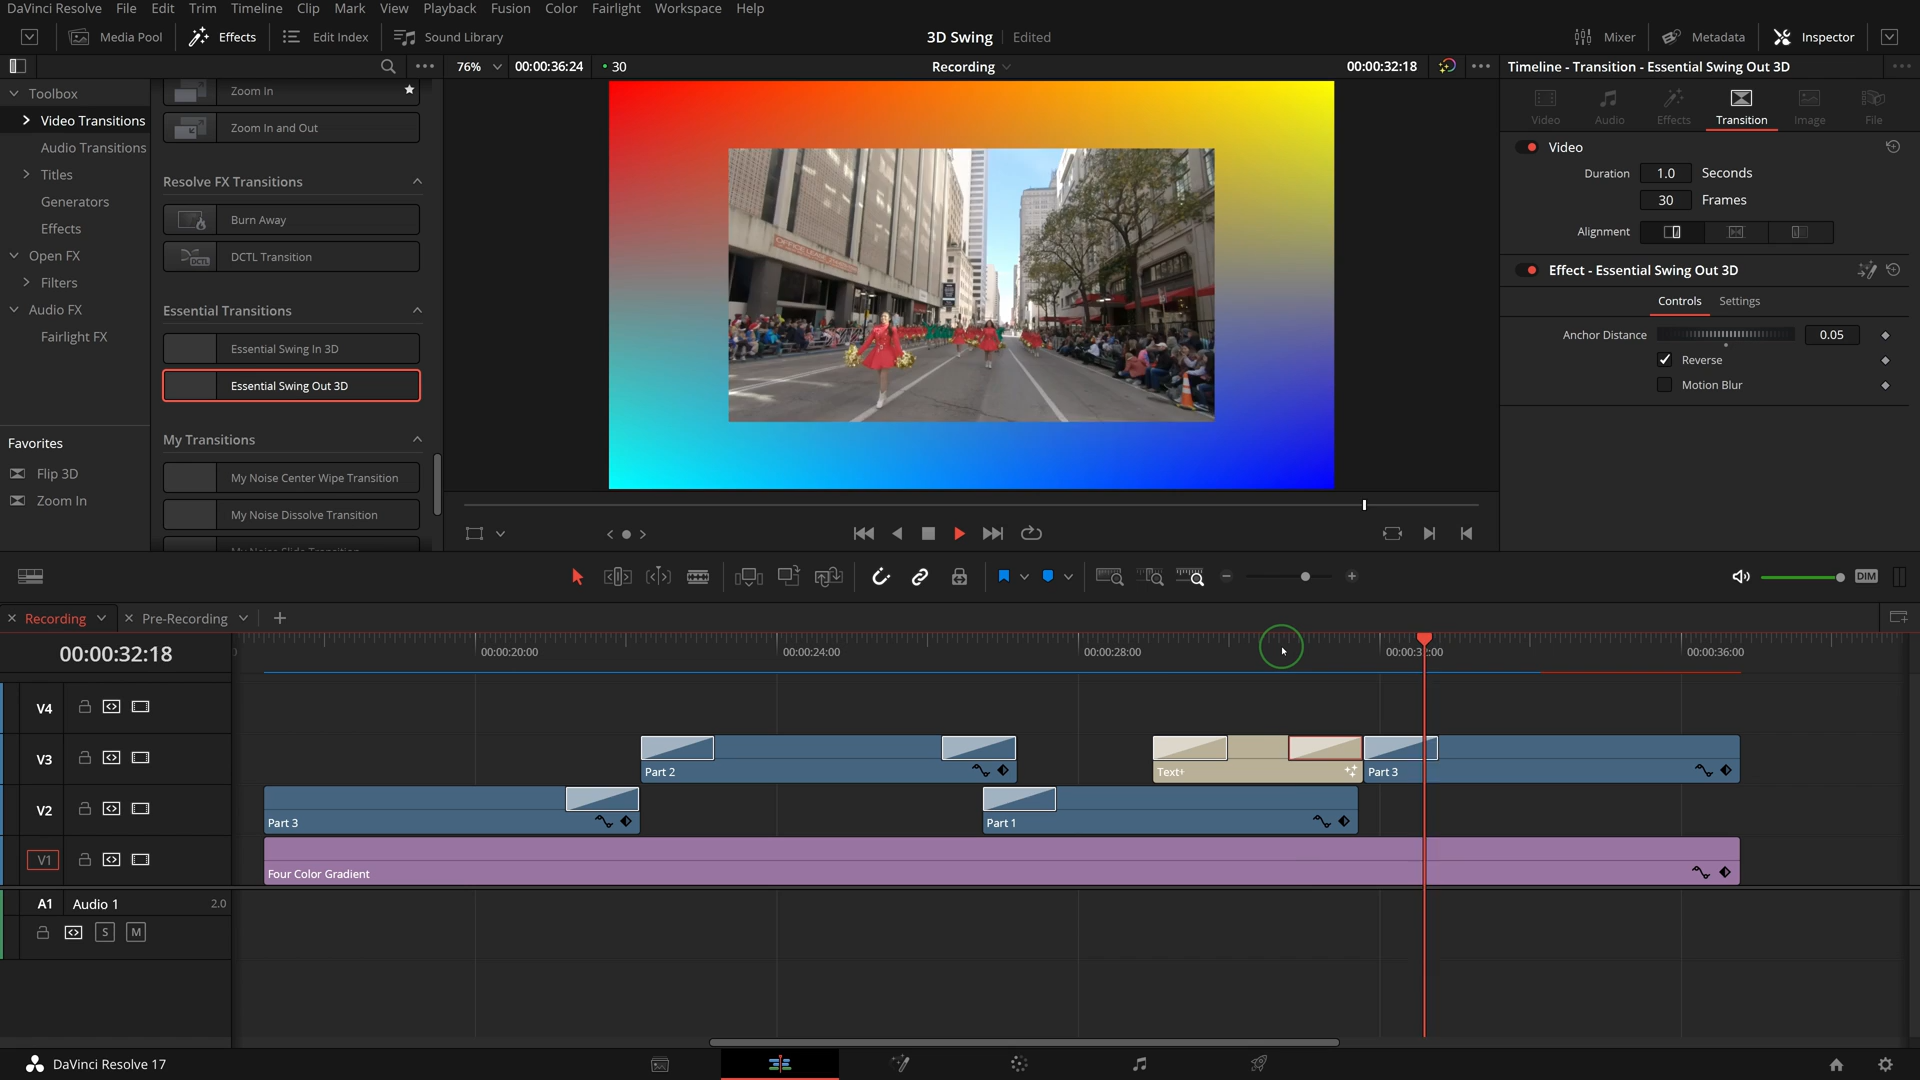 DaVinci Resolve File Edit Trim Timeline Clip Mark View Playback Fusion Color Fairlight Workspace Help
Media Pool Effects Edit Index Sound Library
3D Swing Edited
Mixer Metadata Inspector
76% 00:00:36:24 30 Recording 00:00:32:18
Timeline - Transition - Essential Swing Out 3D
Toolbox
Video Transitions
Audio Transitions
Titles
Generators
Effects
Open FX
Filters
Audio FX
Fairlight FX
Favorites
Flip 3D
Zoom In
Zoom In
Zoom In and Out
Resolve FX Transitions
Burn Away
DCTL
DCTL Transition
Essential Transitions
Essential Swing In 3D
Essential Swing Out 3D
My Transitions
My Noise Center Wipe Transition
My Noise Dissolve Transition
Video Audio Effects Transition Image File
Video
Duration 1.0 Seconds
30 Frames
Alignment
Effect - Essential Swing Out 3D
Controls Settings
Anchor Distance 0.05
Reverse
Motion Blur
DIM
Recording Pre-Recording
00:00:32:18
00:00:20:00 00:00:24:00 00:00:28:00 00:00:36:00
V4
V3
Part 2 Text+ Part 3
V2
Part 3 Part 1
V1
Four Color Gradient
A1 Audio 1 2.0
S M
DaVinci Resolve 17